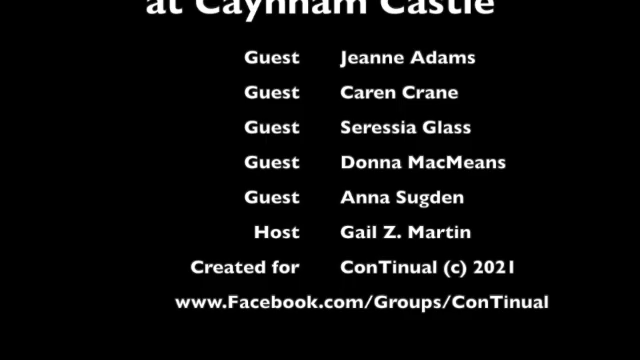 at Caynham Castle
Guest Jeanne Adams
Guest Caren Crane
Guest Seressia Glass
Guest Donna MacMeans
Guest Anna Sugden
Host Gail Z. Martin
Created for ConTinual (c) 2021
www.Facebook.com/Groups/ConTinual